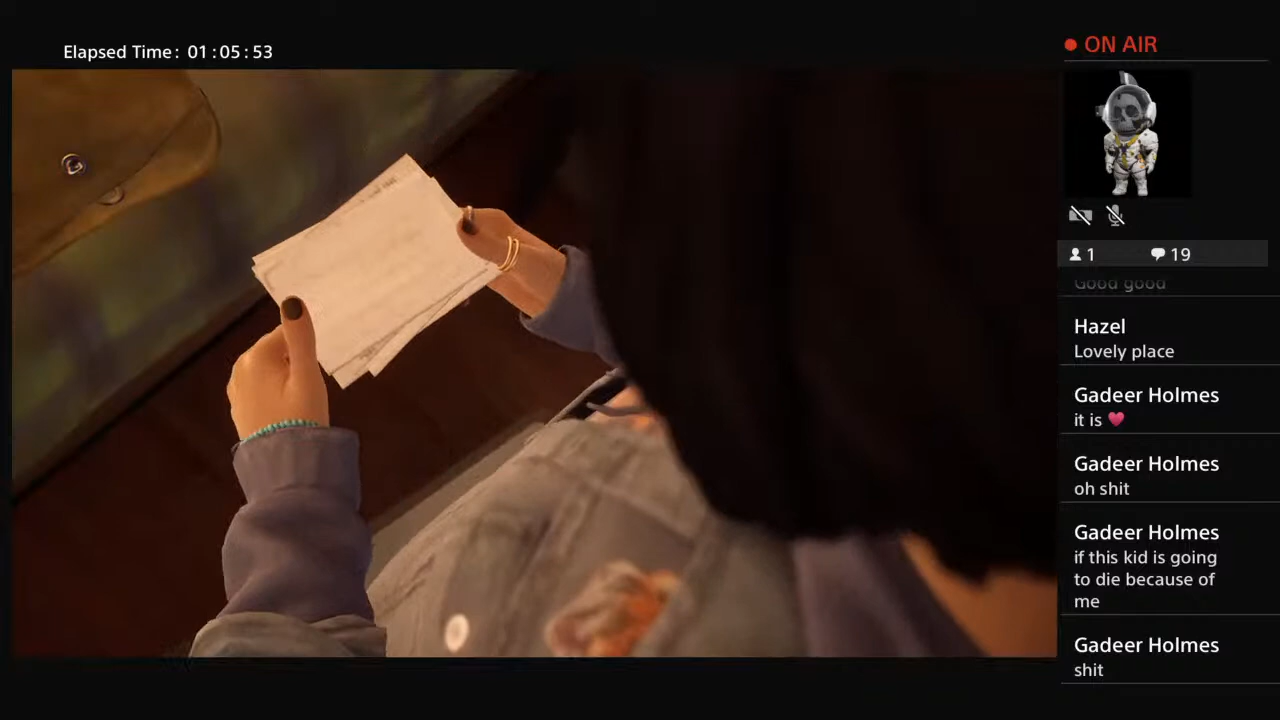 Elapsed Time: 01:05:53
ON AIR
1 19
Good good
Hazel
Lovely place
Gadeer Holmes
it is ❤
Gadeer Holmes
oh shit
Gadeer Holmes
if this kid is going
to die because of
me
Gadeer Holmes
shit